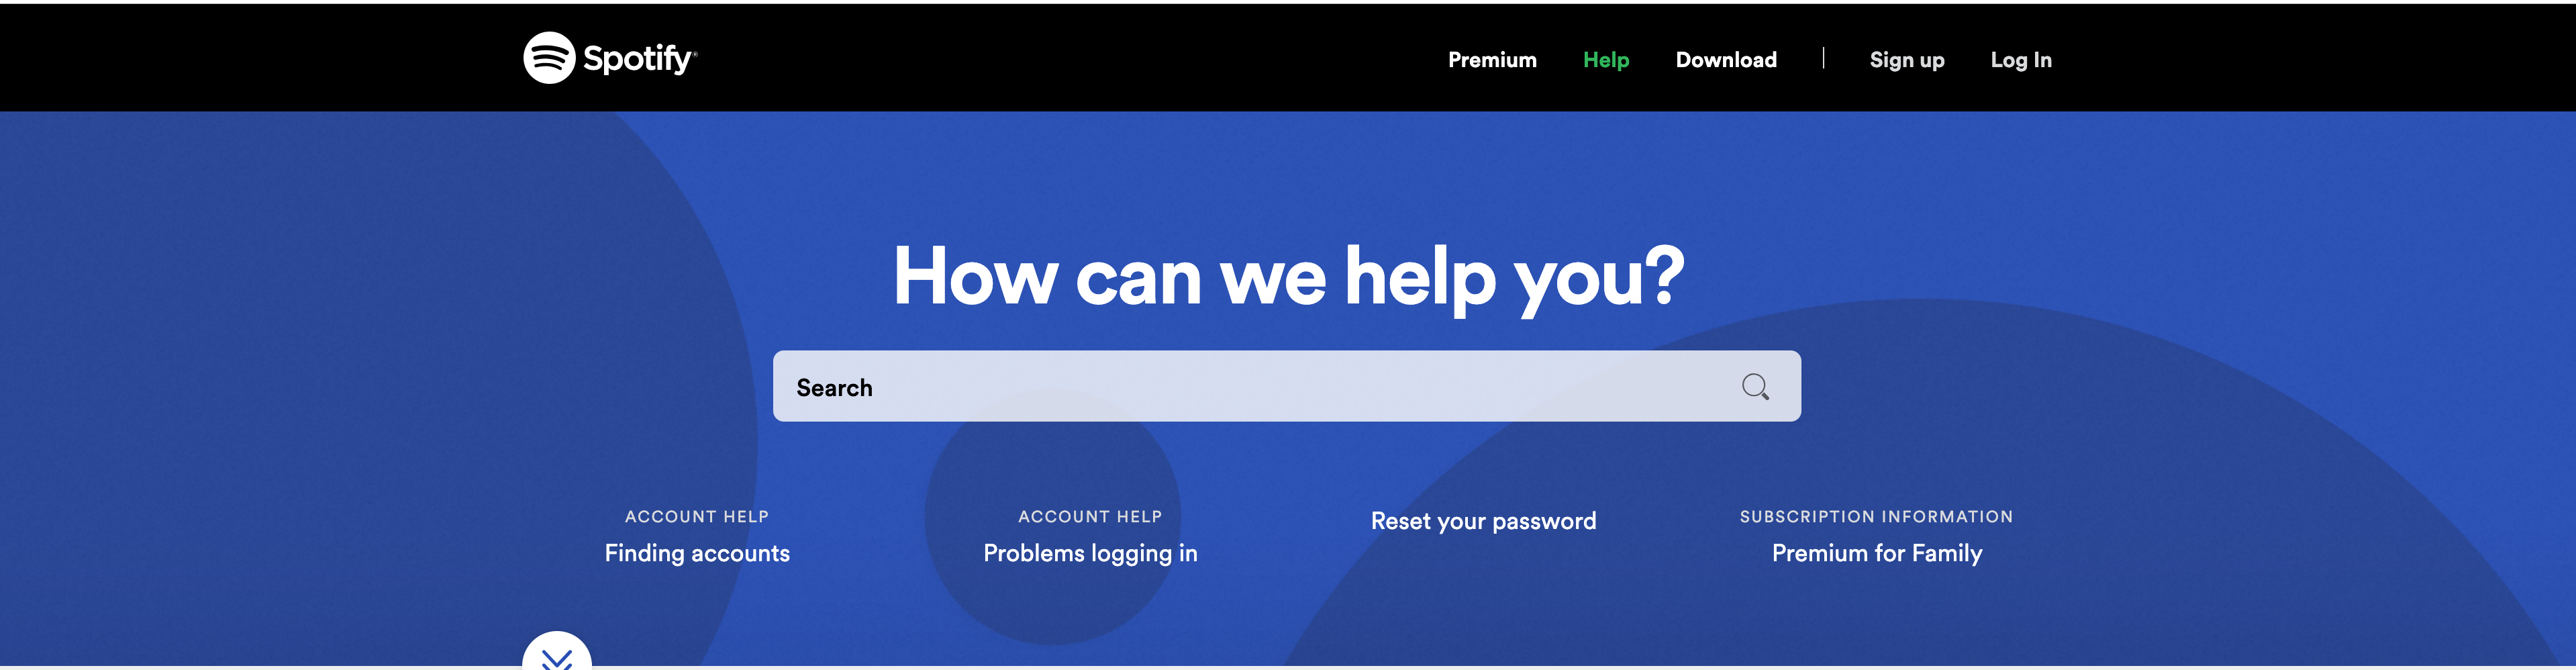 Spotify
Premium Help Download Sign up Log In
How can we help you?
Search
ACCOUNT HELP
Finding accounts
ACCOUNT HELP
Problems logging in
Reset your password
SUBSCRIPTION INFORMATION
Premium for Family